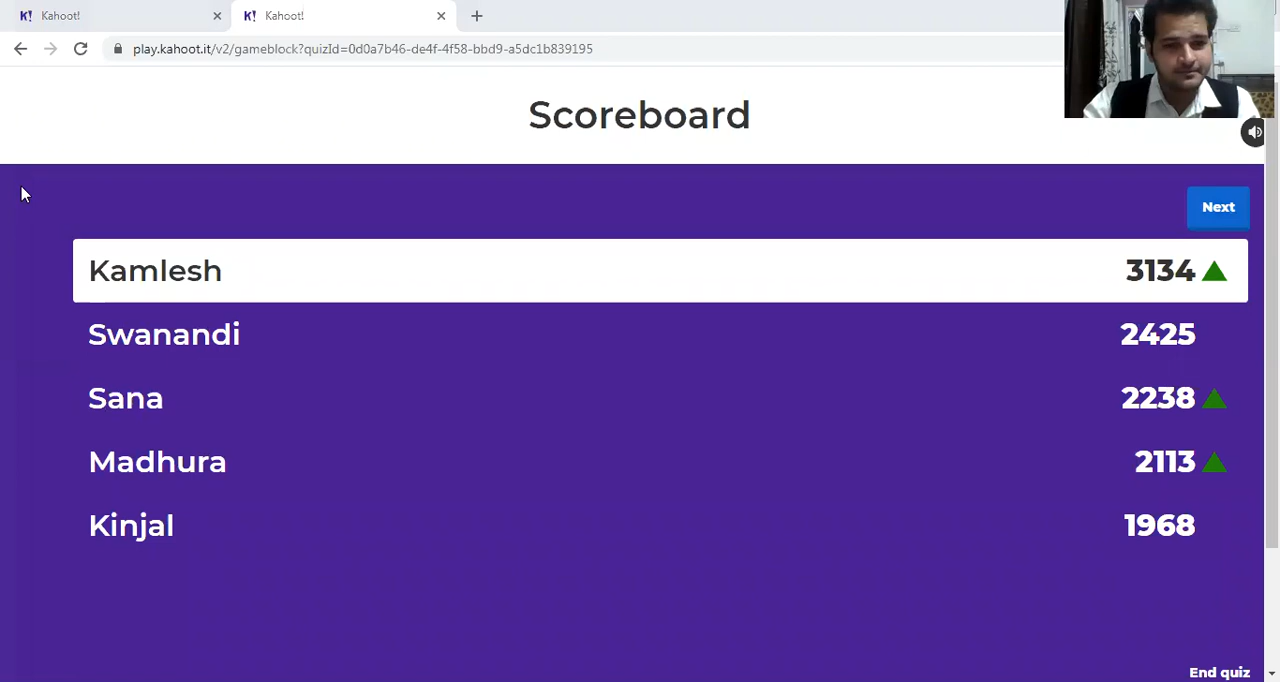 K! Kahoot! K! Kahoot!
play.kahoot.it/v2/gameblock?quizId=0d0a7b46-de4f-4f58-bbd9-a5dc1b839195
Scoreboard
Next
Kamlesh 3134
Swanandi 2425
Sana 2238
Madhura 2113
Kinjal 1968
End quiz